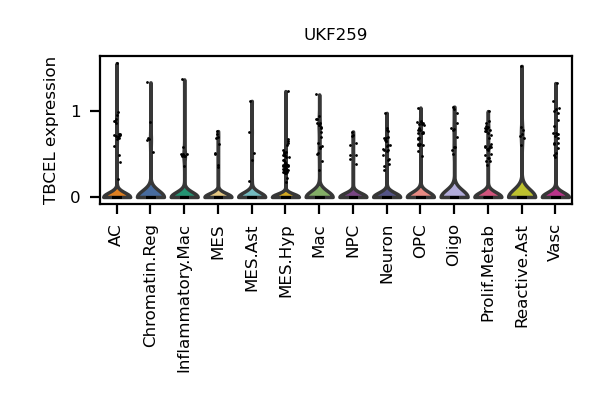 UKF259
TBCEL expression
1
0
AC
Chromatin.Reg
Inflammatory.Mac
MES
MES.Ast
MES.Hyp
Mac
NPC
Neuron
OPC
Oligo
Prolif.Metab
Reactive.Ast
Vasc